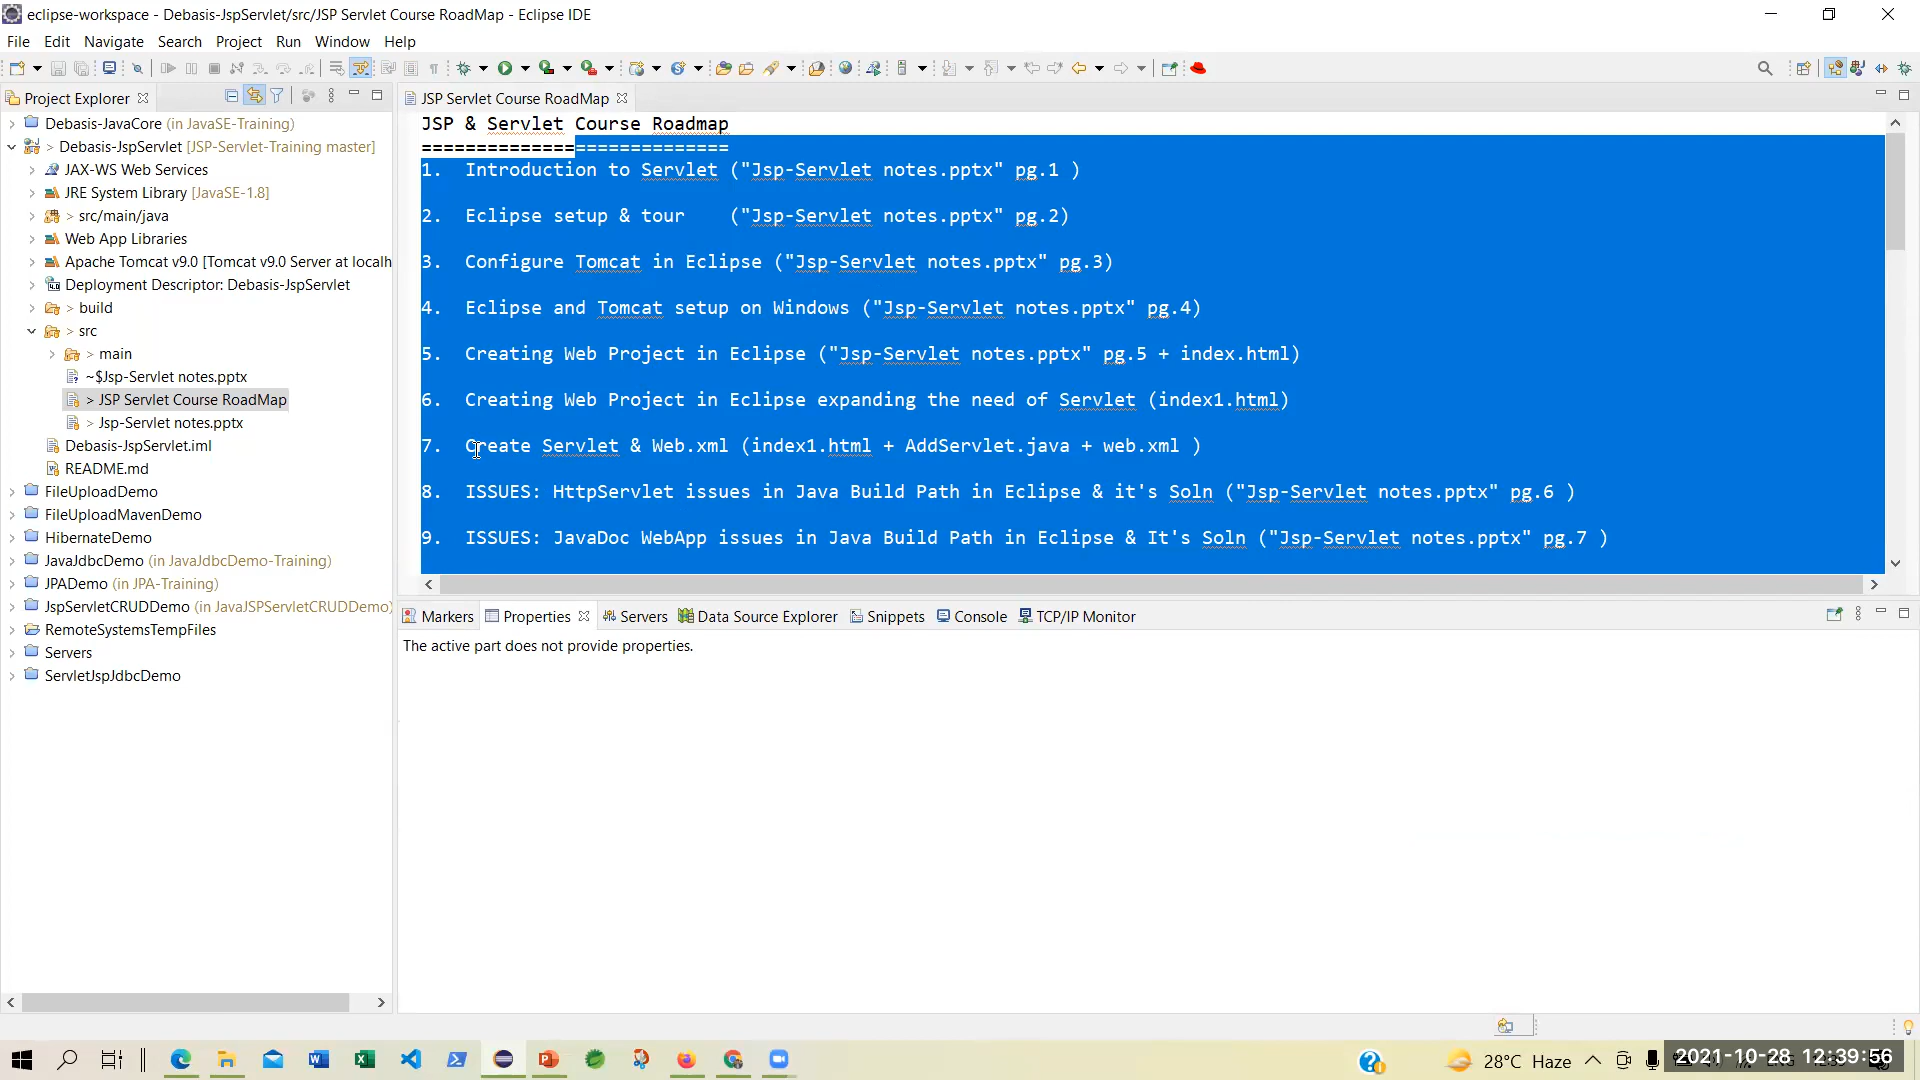 eclipse-workspace - Debasis-JspServlet/src/JSP Servlet Course RoadMap - Eclipse IDE
File Edit Navigate Search Project Run Window Help
Project Explorer
Debasis-JavaCore (in JavaSE-Training)
> Debasis-JspServlet [JSP-Servlet-Training master]
JAX-WS Web Services
JRE System Library [JavaSE-1.8]
> src/main/java
Web App Libraries
Apache Tomcat v9.0 [Tomcat v9.0 Server at localh
Deployment Descriptor: Debasis-JspServlet
> build
> src
> main
~$Jsp-Servlet notes.pptx
> JSP Servlet Course RoadMap
> Jsp-Servlet notes.pptx
Debasis-JspServlet.iml
README.md
FileUploadDemo
FileUploadMavenDemo
HibernateDemo
JavaJdbcDemo (in JavaJdbcDemo-Training)
JPADemo (in JPA-Training)
JspServletCRUDDemo (in JavaJSPServletCRUDDemo)
RemoteSystemsTempFiles
Servers
ServletJspJdbcDemo
JSP Servlet Course RoadMap
JSP & Servlet Course Roadmap
============================
1. Introduction to Servlet ("Jsp-Servlet notes.pptx" pg.1 )
2. Eclipse setup & tour ("Jsp-Servlet notes.pptx" pg.2)
3. Configure Tomcat in Eclipse ("Jsp-Servlet notes.pptx" pg.3)
4. Eclipse and Tomcat setup on Windows ("Jsp-Servlet notes.pptx" pg.4)
5. Creating Web Project in Eclipse ("Jsp-Servlet notes.pptx" pg.5 + index.html)
6. Creating Web Project in Eclipse expanding the need of Servlet (index1.html)
7. Create Servlet & Web.xml (index1.html + AddServlet.java + web.xml )
8. ISSUES: HttpServlet issues in Java Build Path in Eclipse & it's Soln ("Jsp-Servlet notes.pptx" pg.6 )
9. ISSUES: JavaDoc WebApp issues in Java Build Path in Eclipse & It's Soln ("Jsp-Servlet notes.pptx" pg.7 )
Markers Properties Servers Data Source Explorer Snippets Console TCP/IP Monitor
The active part does not provide properties.
28°C Haze
2021-10-28 12:39:56